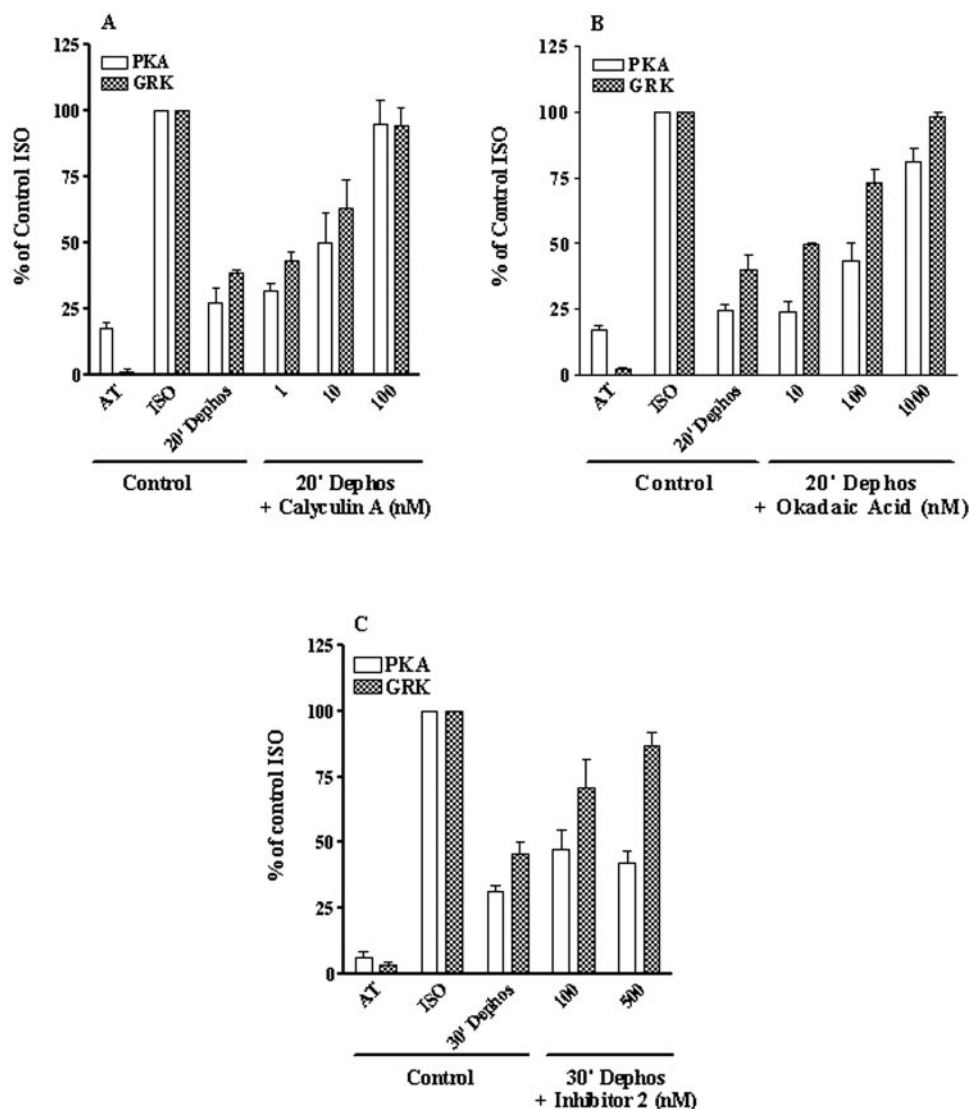 A
125
100
75
50
25
0
% of Control ISO
PKA
GRK
AT
ISO
20' Dephos
1
10
100
Control
20' Dephos
+ Calyculin A (nM)
B
125
100
75
50
25
0
% of Control ISO
PKA
GRK
AT
ISO
20' Dephos
10
100
1000
Control
20' Dephos
+ Okadaic Acid (nM)
C
125
100
75
50
25
0
% of control ISO
PKA
GRK
AT
ISO
30' Dephos
100
500
Control
30' Dephos
+ Inhibitor 2 (nM)